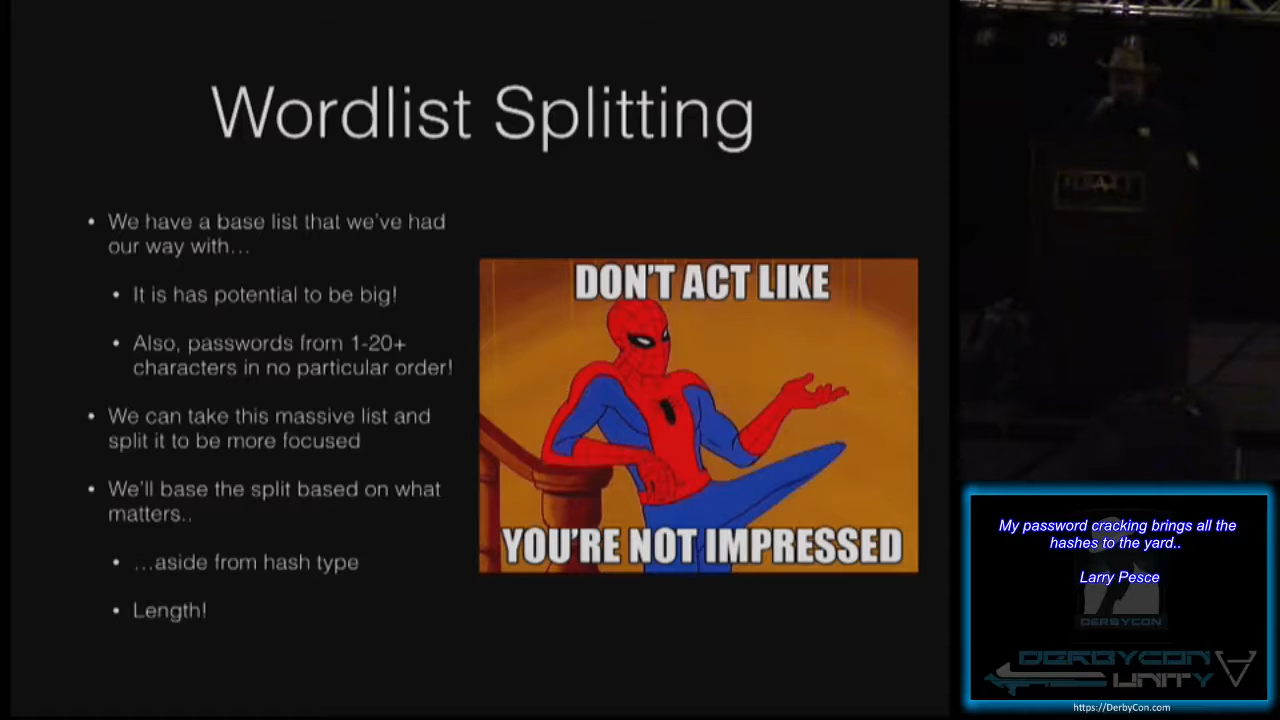 Wordlist Splitting
• We have a base list that we've had
our way with…
• It is has potential to be big!
• Also, passwords from 1-20+
characters in no particular order!
• We can take this massive list and
split it to be more focused
• We'll base the split based on what
matters..
• …aside from hash type
• Length!
DON'T ACT LIKE
YOU'RE NOT IMPRESSED
My password cracking brings all the
hashes to the yard..
Larry Pesce
DERBYCON
DERBYCON
UNITY
https://DerbyCon.com